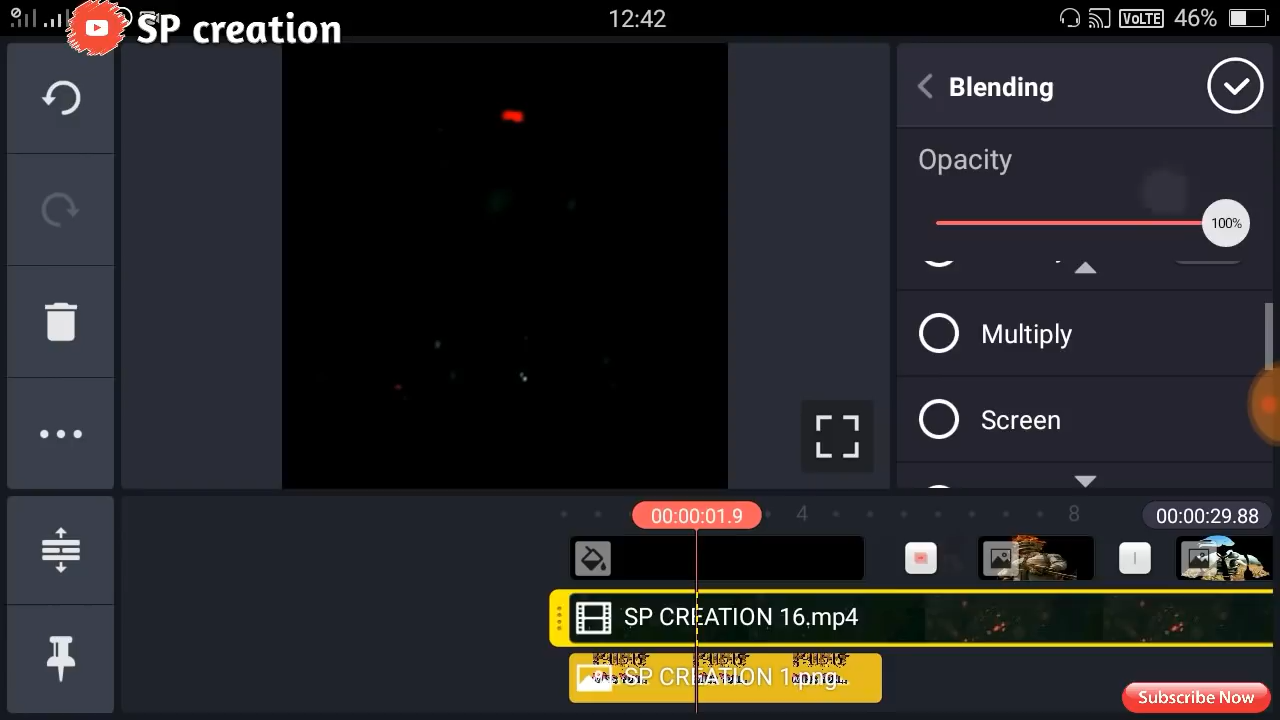 12:42
VoLTE
46%
SP creation
Blending
Opacity
100%
Multiply
Screen
00:00:01.9
4
8
00:00:29.88
SP CREATION 16.mp4
SP CREATION 1.png
Subscribe Now